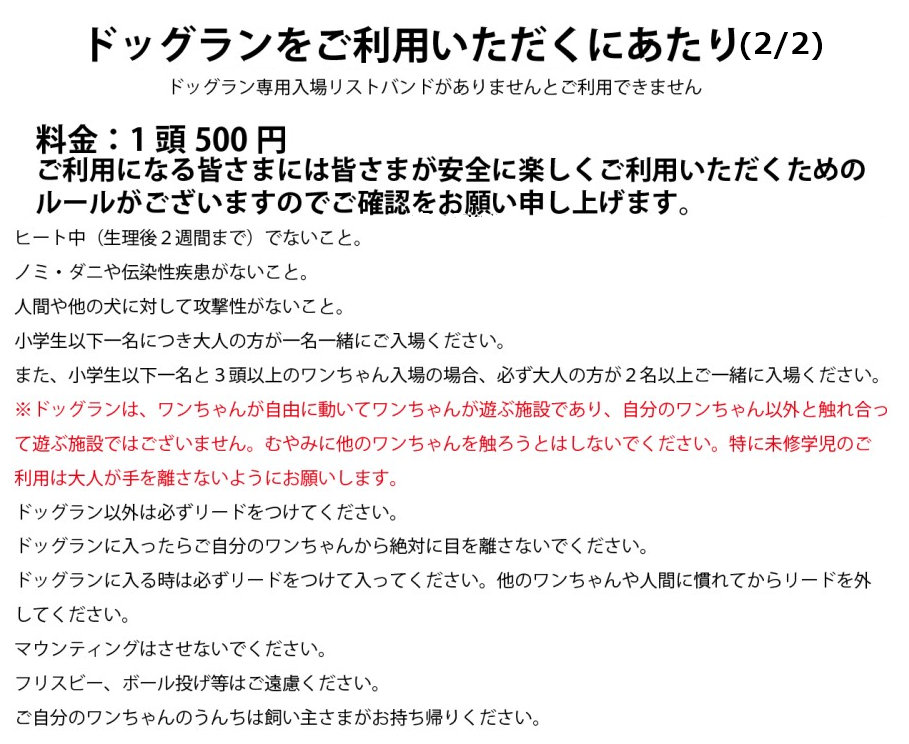 ドッグランをご利用いただくにあたり(2/2)
ドッグラン専用入場リストバンドがありませんとご利用できません
料金：1 頭 500 円
ご利用になる皆さまには皆さまが安全に楽しくご利用いただくための
ルールがございますのでご確認をお願い申し上げます。
ヒート中（生理後２週間まで）でないこと。
ノミ・ダニや伝染性疾患がないこと。
人間や他の犬に対して攻撃性がないこと。
小学生以下一名につき大人の方が一名一緒にご入場ください。
また、小学生以下一名と３頭以上のワンちゃん入場の場合、必ず大人の方が２名以上ご一緒に入場ください。
※ドッグランは、ワンちゃんが自由に動いてワンちゃんが遊ぶ施設であり、自分のワンちゃん以外と触れ合っ
て遊ぶ施設ではございません。むやみに他のワンちゃんを触ろうとはしないでください。特に未修学児のご
利用は大人が手を離さないようにお願いします。
ドッグラン以外は必ずリードをつけてください。
ドッグランに入ったらご自分のワンちゃんから絶対に目を離さないでください。
ドッグランに入る時は必ずリードをつけて入ってください。他のワンちゃんや人間に慣れてからリードを外
してください。
マウンティングはさせないでください。
フリスビー、ボール投げ等はご遠慮ください。
ご自分のワンちゃんのうんちは飼い主さまがお持ち帰りください。